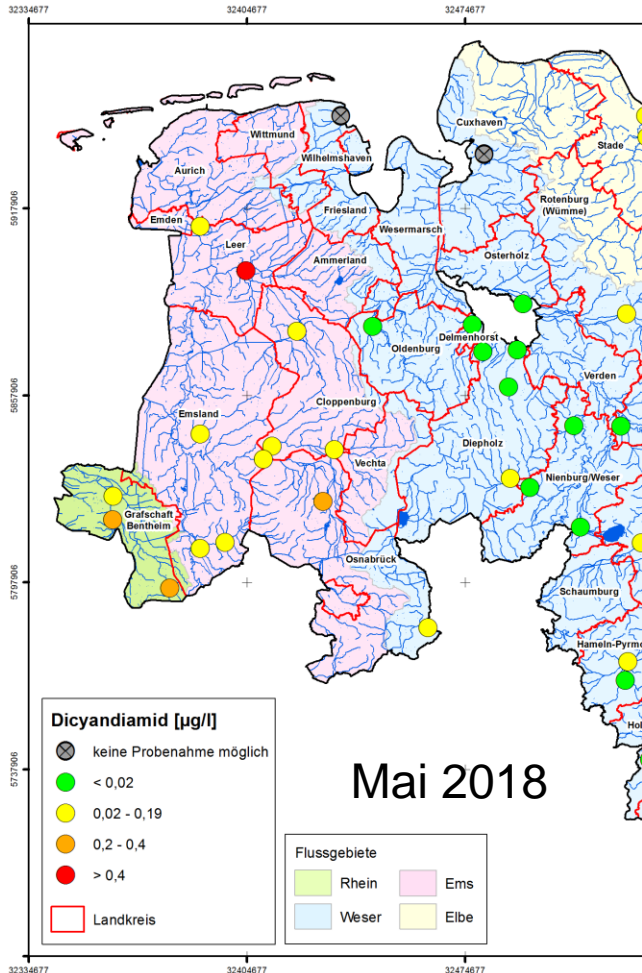 32334677 32404677 32474677
Cuxhaven
Wittmund
Stade
Wilhelmshaven
Aurich
Rotenburg
(Wümme)
5917906
Friesland
Emden
Wesermarsch
Leer
Osterholz
Ammerland
Delmenhorst
Oldenburg
Verden
5857906
Cloppenburg
Emsland
Diepholz
Vechta
Nienburg/Weser
Grafschaft
Bentheim
Osnabrück
5797906
Schaumburg
Hameln-Pyrmo
Dicyandiamid [µg/l]
Hol
keine Probenahme möglich
5737906
< 0,02
Mai 2018
0,02 - 0,19
0,2 - 0,4
> 0,4
Landkreis
Flussgebiete
Rhein Ems
Weser Elbe
32334677 32404677 32474677